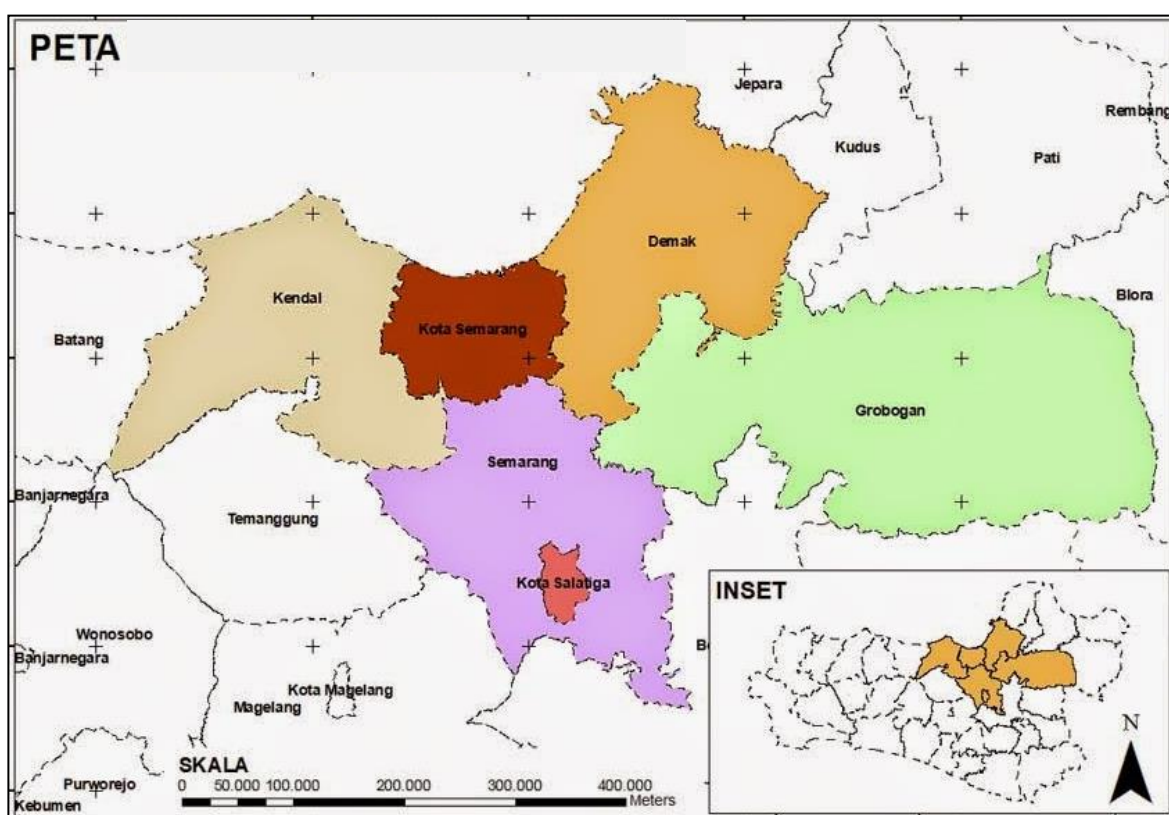 PETA
Jepara
Rembang
Kudus
Pati
Demak
Kendal
Blora
Kota Semarang
Batang
Grobogan
Semarang
Banjarnegara
Temanggung
Kota Salatiga
INSET
Wonosobo
Banjarnegara
Kota Magelang
Magelang
N
SKALA
Purworejo
Kebumen
0 50.000 100.000 200.000 300.000 400.000
Meters